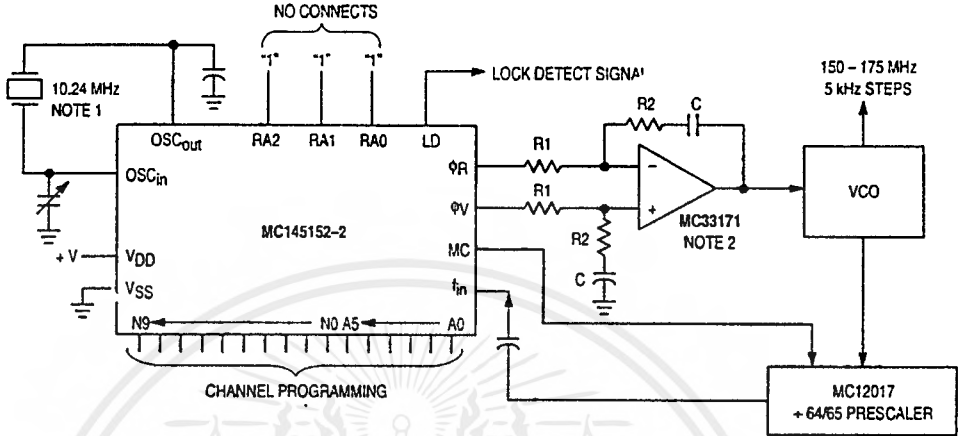 NO CONNECTS
"1" "1" "1"
LOCK DETECT SIGNAL
150 – 175 MHz
5 kHz STEPS
10.24 MHz
NOTE 1
OSCout RA2 RA1 RA0 LD
OSCin
ϕR
ϕV
MC
fin
MC145152–2
+ V
VDD
VSS
N9 N0 A5 A0
CHANNEL PROGRAMMING
R1
R2 C
R1
R2
C
–
+
MC33171
NOTE 2
VCO
MC12017
÷ 64/65 PRESCALER